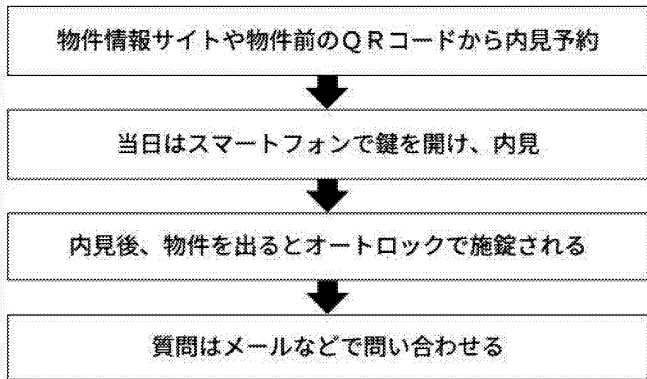 物件情報サイトや物件前のＱＲコードから内見予約
当日はスマートフォンで鍵を開け、内見
内見後、物件を出るとオートロックで施錠される
質問はメールなどで問い合わせる